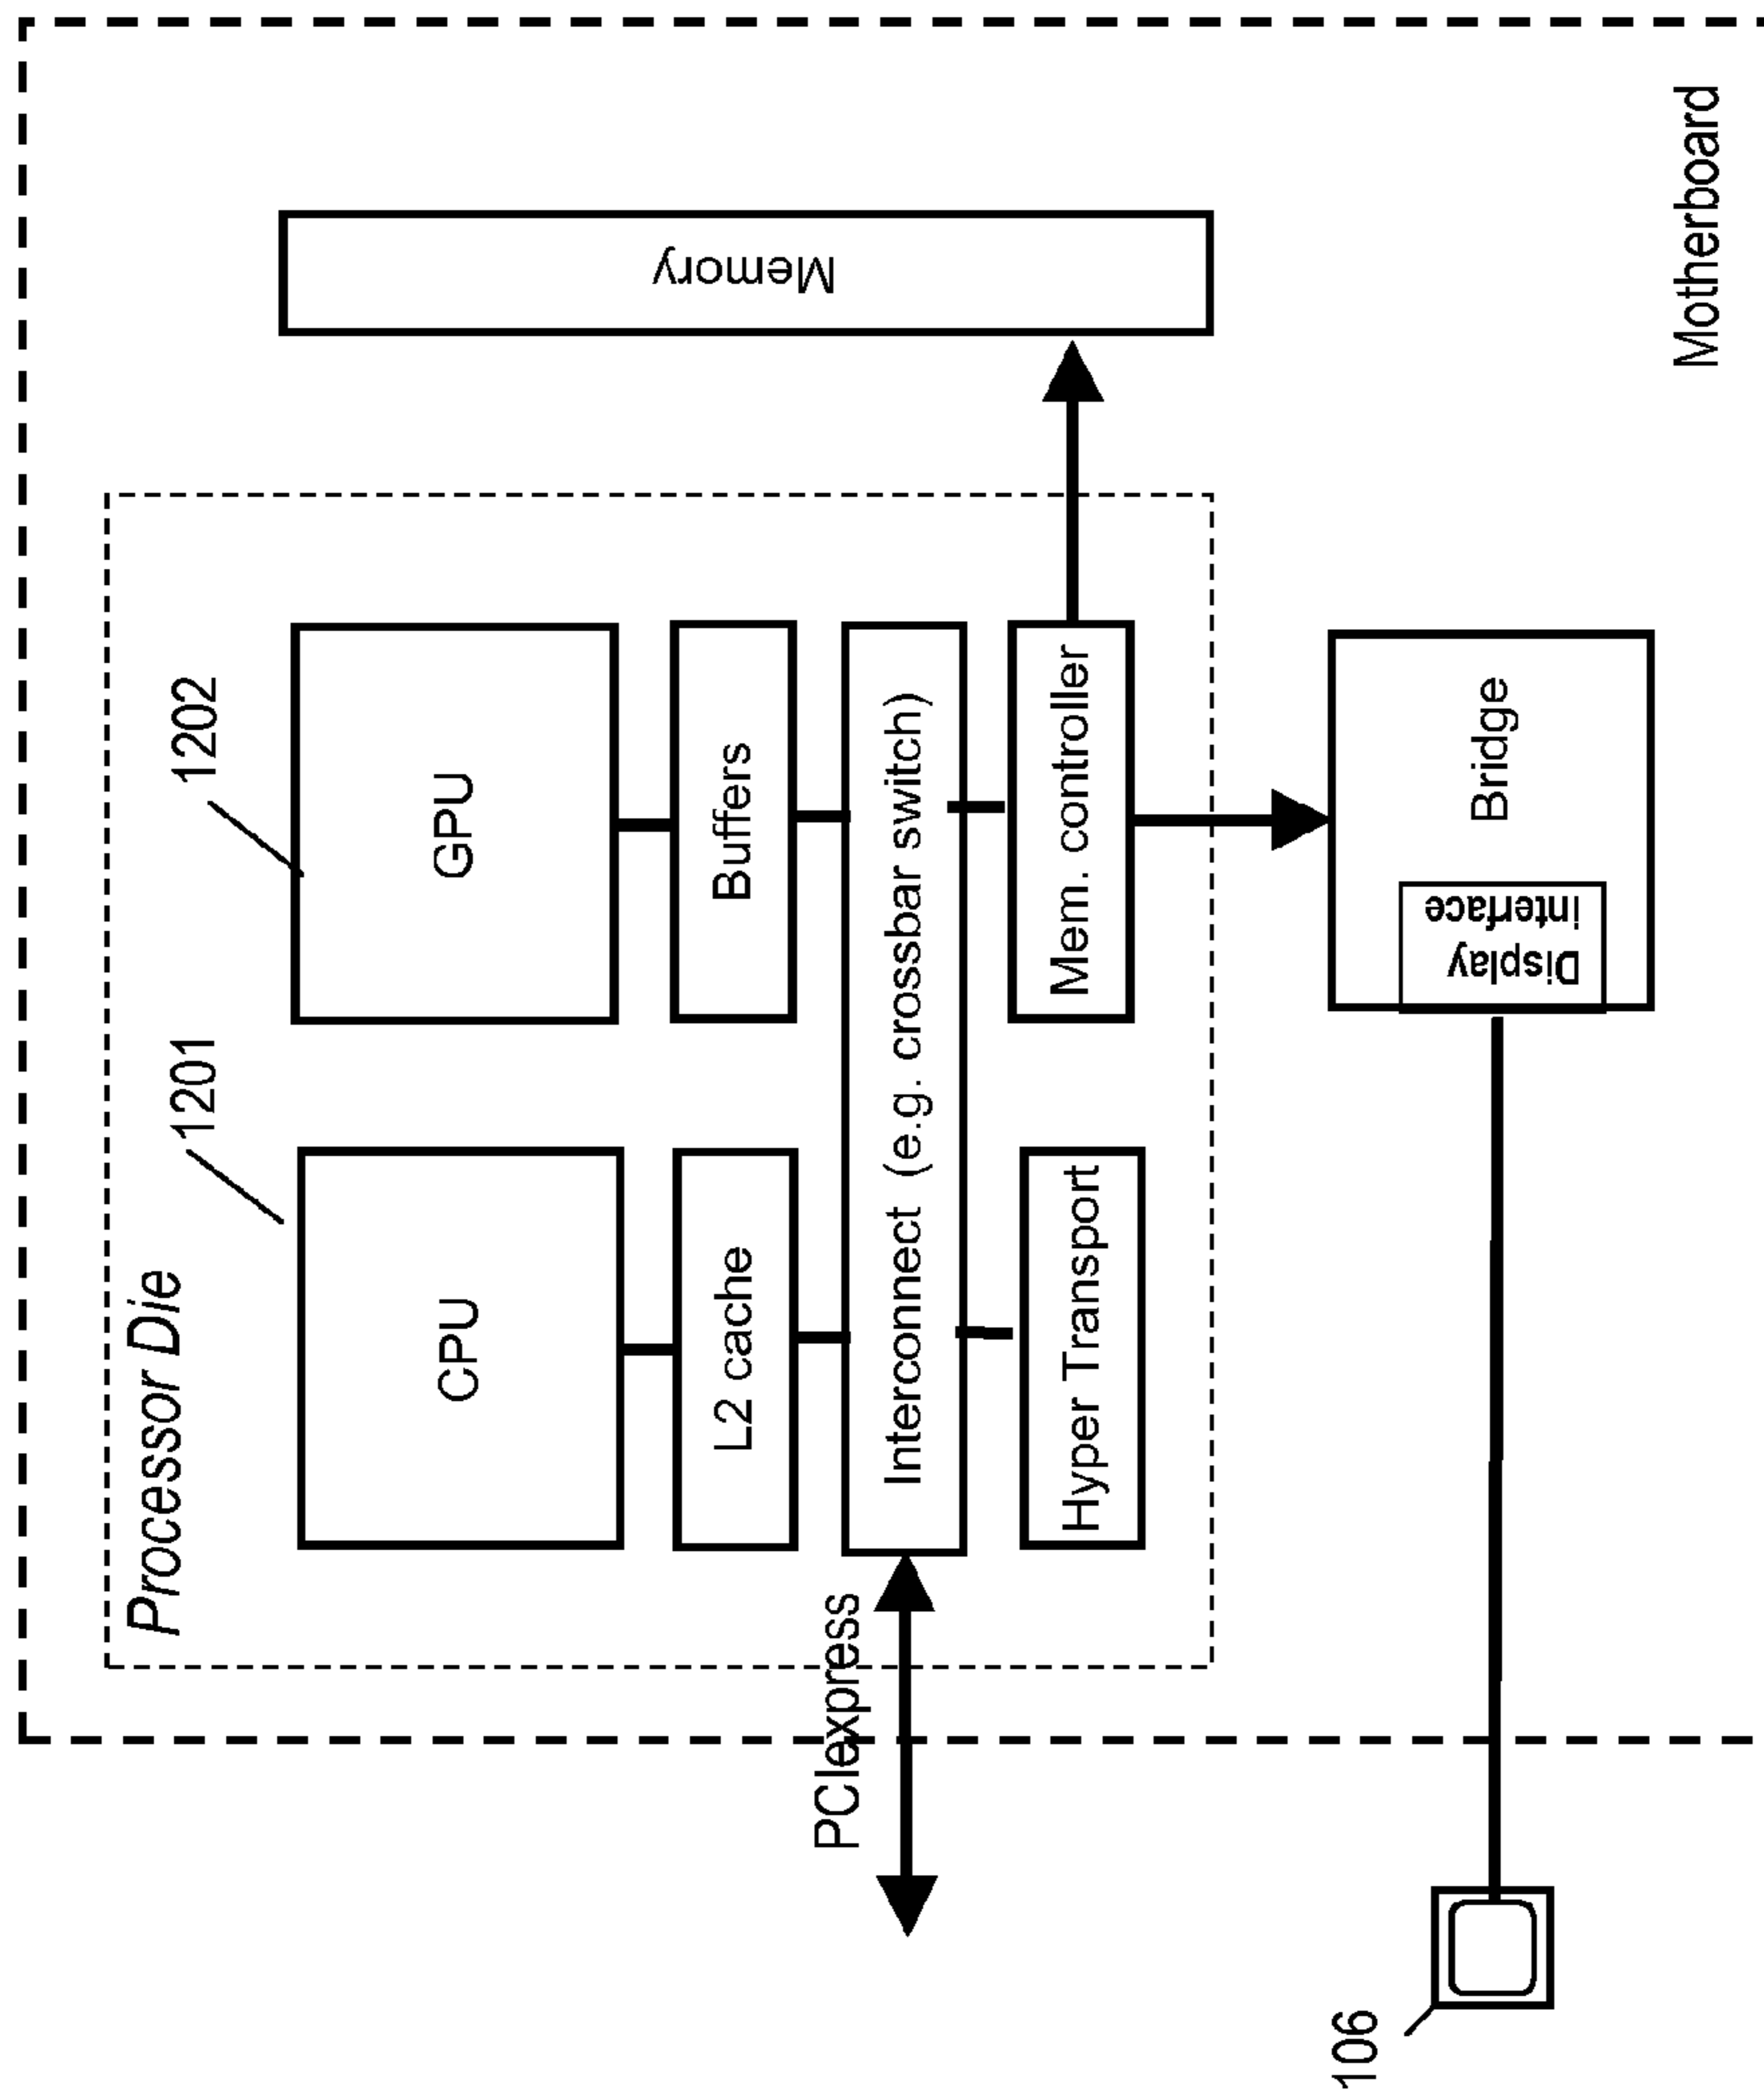 Processor Die
1201
1202
CPU
GPU
L2 cache
Buffers
Interconnect (e.g. crossbar switch)
Hyper Transport
Mem. controller
PCIexpress
Memory
Display
interface
Bridge
106
Motherboard